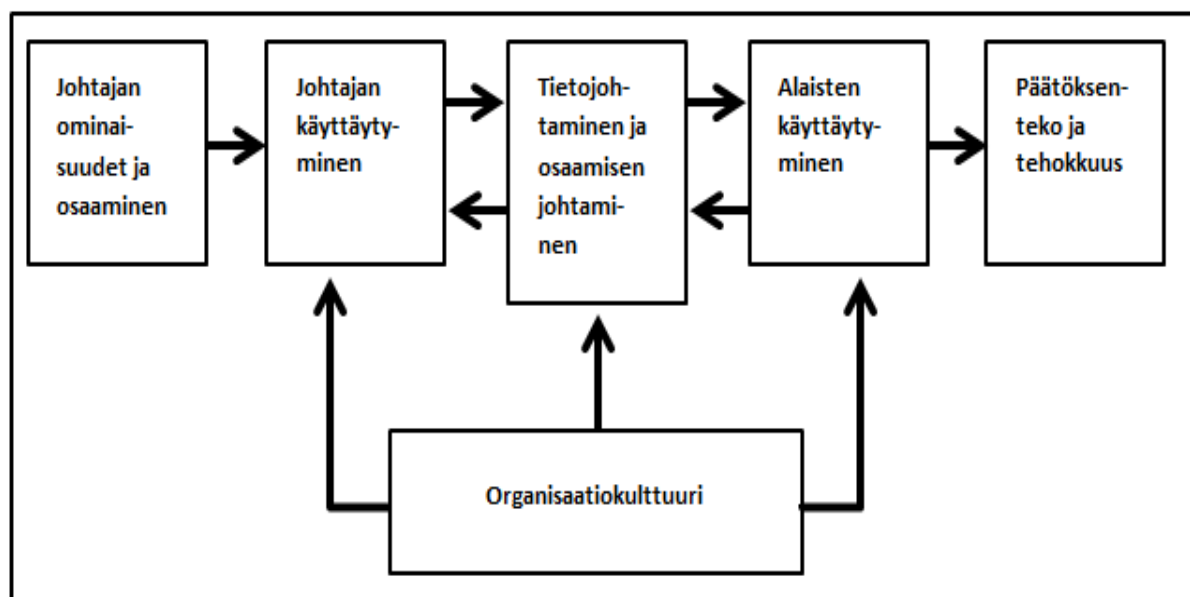 Johtajan
ominai-
suudet ja
osaaminen
Johtajan
käyttäyty-
minen
Tietojoh-
taminen ja
osaamisen
johtami-
nen
Alaisten
käyttäyty-
minen
Päätöksen-
teko ja
tehokkuus
Organisaatiokulttuuri